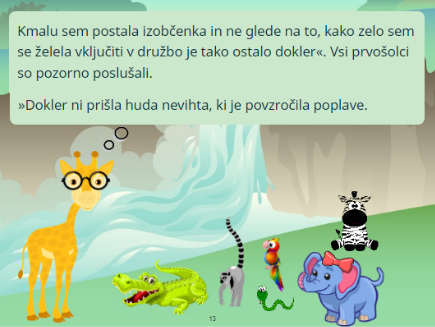 Kmalu sem postala izobčenka in ne glede na to, kako zelo sem
se želela vključiti v družbo je tako ostalo dokler«. Vsi prvošolci
so pozorno poslušali.
»Dokler ni prišla huda nevihta, ki je povzročila poplave.
13